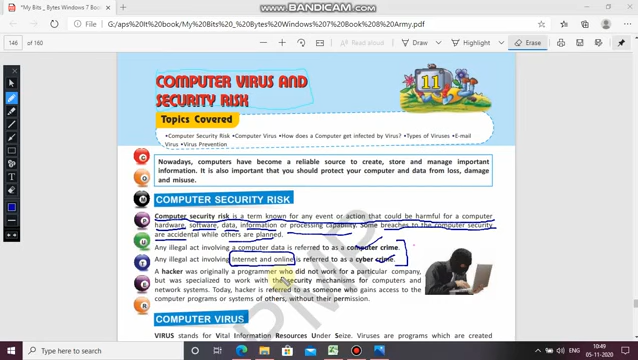 WWW.BANDICAM.COM
*My Bits _ Bytes Windows 7 Bool
G:/aps%20It%20book/My%20Bits%20_%20Bytes%20Windows%207%20Book%208%20Army.pdf
146 of 160
Read aloud
Draw
Highlight
Erase
COMPUTER VIRUS AND
SECURITY RISK
11
Topics Covered
•Computer Security Risk •Computer Virus •How does a Computer get infected by Virus? •Types of Viruses •E-mail
Virus •Virus Prevention
Nowadays, computers have become a reliable source to create, store and manage important
information. It is also important that you should protect your computer and data from loss, damage
and misuse.
COMPUTER SECURITY RISK
Computer security risk is a term known for any event or action that could be harmful for a computer
hardware, software, data, information or processing capability. Some breaches to the computer security
are accidental while others are planned.
Any illegal act involving a computer data is referred to as a computer crime.
Any illegal act involving Internet and online is referred to as a cyber crime.
A hacker was originally a programmer who did not work for a particular company,
but was specialized to work with the security mechanisms for computers and
network systems. Today, hacker is referred to as someone who gains access to the
computer programs or systems of others, without their permission.
COMPUTER VIRUS
VIRUS stands for Vital Information Resources Under Seize. Viruses are programs which are created
C
O
M
P
U
T
E
R
Type here to search
ENG
10:49
05-11-2020